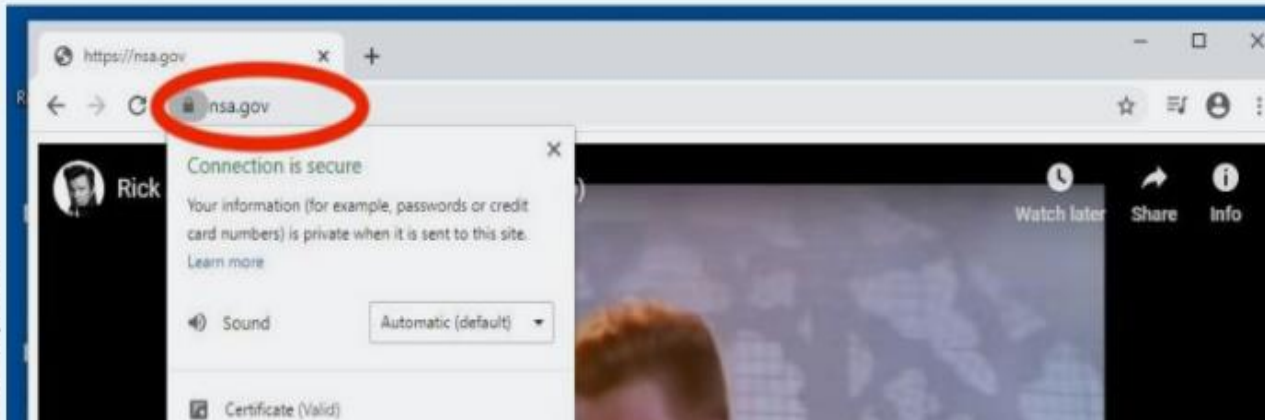 https://nsa.gov
nsa.gov
Connection is secure
Your information (for example, passwords or credit
card numbers) is private when it is sent to this site.
Learn more
Rick
)
Watch later
Share
Info
Sound
Automatic (default)
Certificate (Valid)